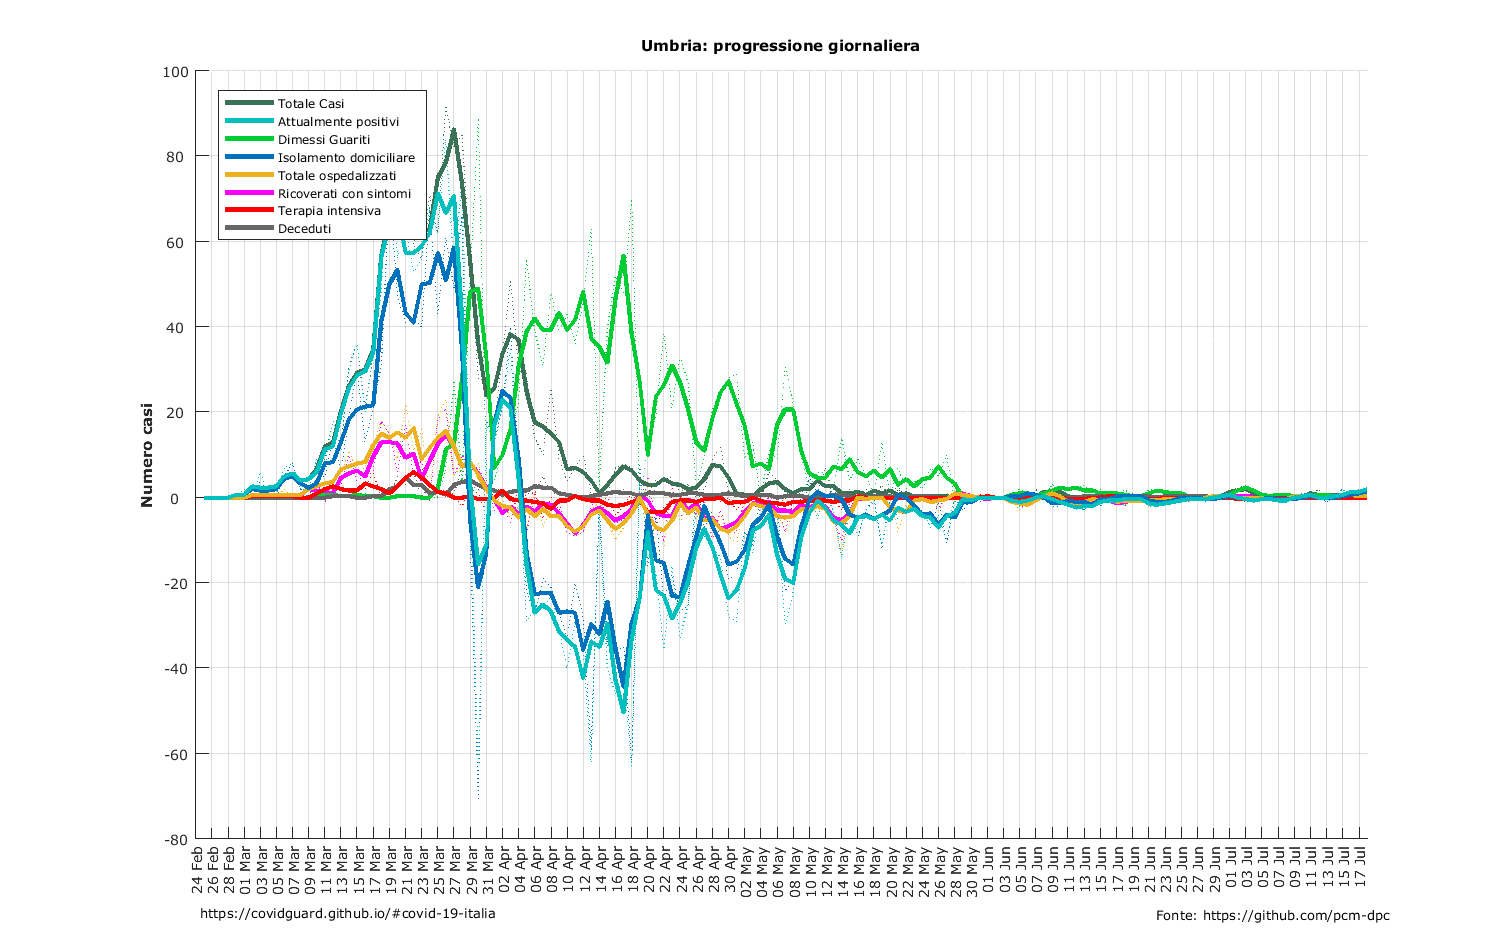 Umbria: progressione giornaliera
100
80
60
40
20
0
-20
-40
-60
-80
Numero casi
Totale Casi
Attualmente positivi
Dimessi Guariti
Isolamento domiciliare
Totale ospedalizzati
Ricoverati con sintomi
Terapia intensiva
Deceduti
24 Feb
26 Feb
28 Feb
01 Mar
03 Mar
05 Mar
07 Mar
09 Mar
11 Mar
13 Mar
15 Mar
17 Mar
19 Mar
21 Mar
23 Mar
25 Mar
27 Mar
29 Mar
31 Mar
02 Apr
04 Apr
06 Apr
08 Apr
10 Apr
12 Apr
14 Apr
16 Apr
18 Apr
20 Apr
22 Apr
24 Apr
26 Apr
28 Apr
30 Apr
02 May
04 May
06 May
08 May
10 May
12 May
14 May
16 May
18 May
20 May
22 May
24 May
26 May
28 May
30 May
01 Jun
03 Jun
05 Jun
07 Jun
09 Jun
11 Jun
13 Jun
15 Jun
17 Jun
19 Jun
21 Jun
23 Jun
25 Jun
27 Jun
29 Jun
01 Jul
03 Jul
05 Jul
07 Jul
09 Jul
11 Jul
13 Jul
15 Jul
17 Jul
https://covidguard.github.io/#covid-19-italia
Fonte: https://github.com/pcm-dpc